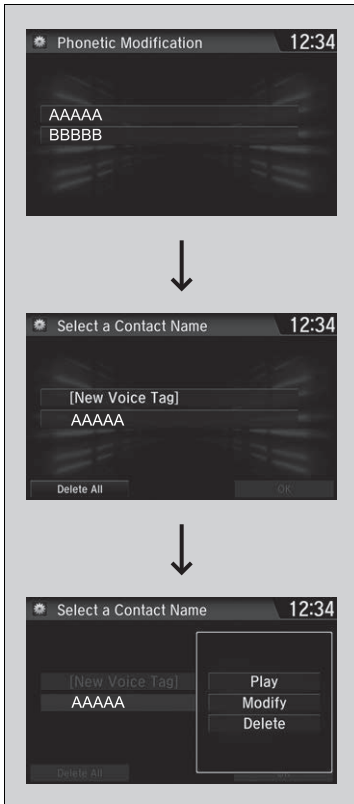 Phonetic Modification 12:34
AAAAA
BBBBB
Select a Contact Name 12:34
[New Voice Tag]
AAAAA
Delete All OK
Select a Contact Name 12:34
[New Voice Tag] Play
AAAAA Modify
Delete
Delete All OK